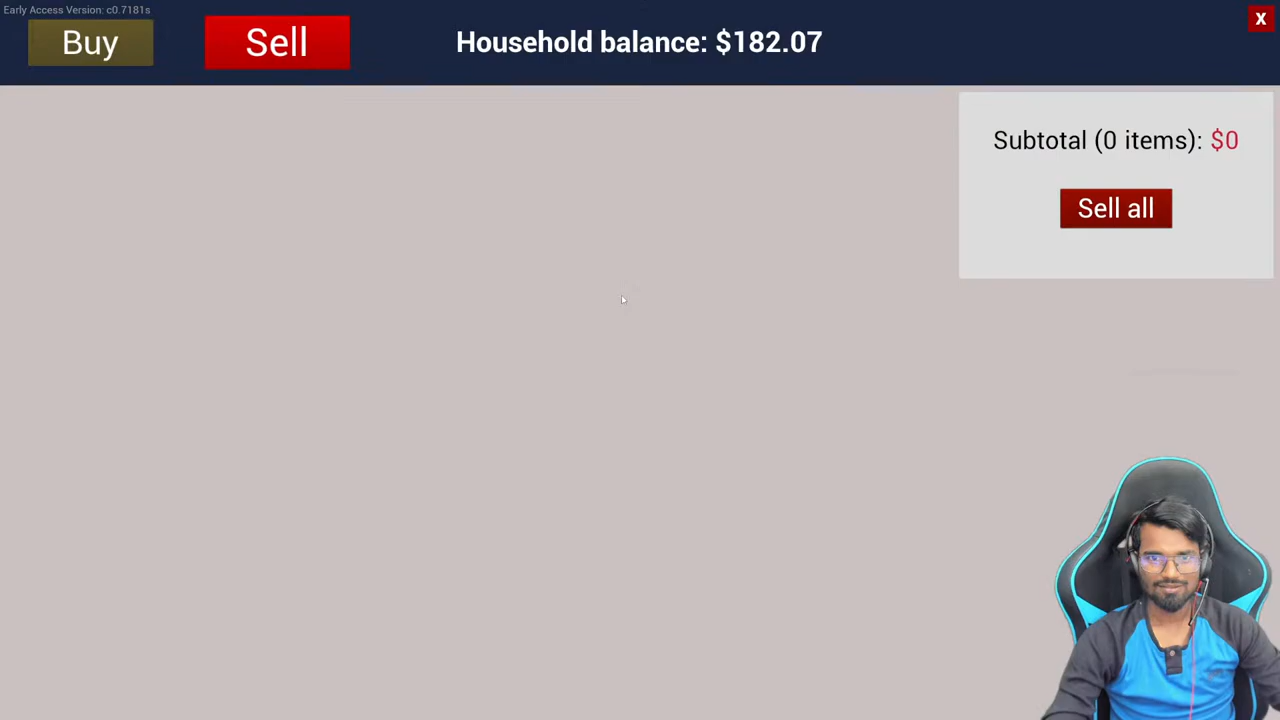 Early Access Version: c0.7181s
Buy
Sell
Household balance: $182.07
X
Subtotal (0 items): $0
Sell all